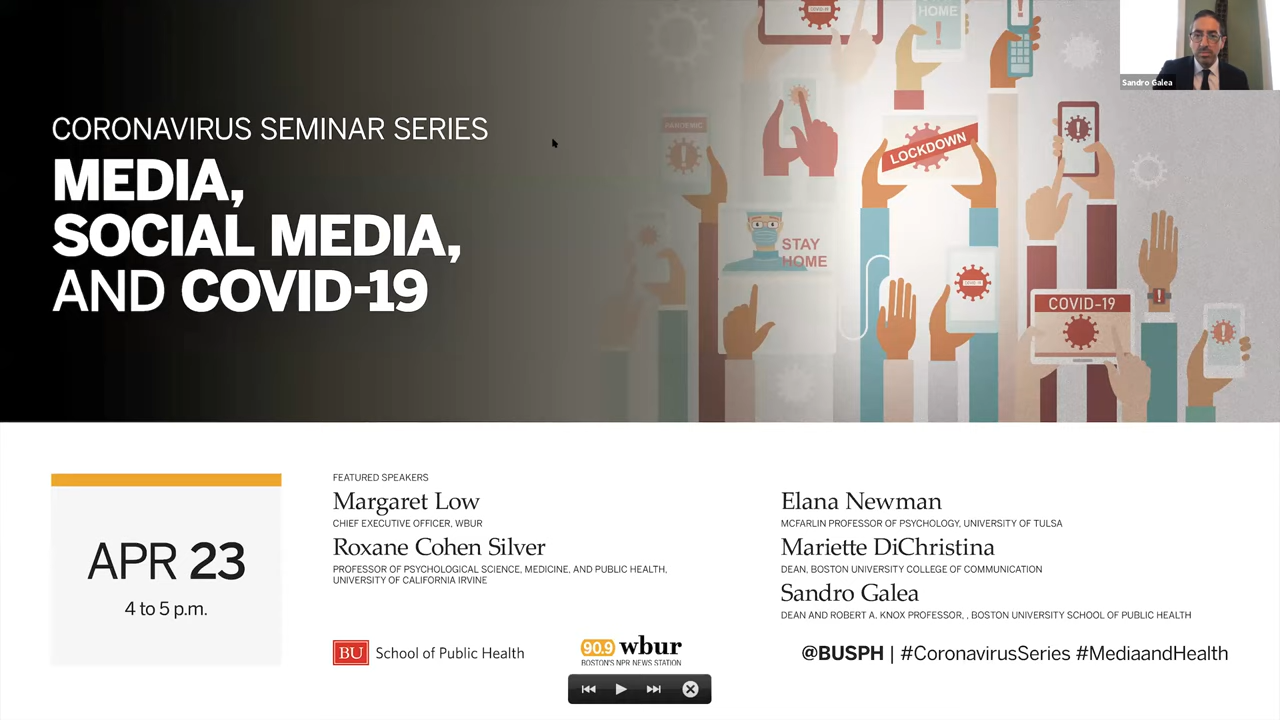 HOME
Sandro Galea
PANDEMIC
LOCKDOWN
STAY
HOME
COVID-19
CORONAVIRUS SEMINAR SERIES
MEDIA,
SOCIAL MEDIA,
AND COVID-19
APR 23
4 to 5 p.m.
FEATURED SPEAKERS
Margaret Low
CHIEF EXECUTIVE OFFICER, WBUR
Roxane Cohen Silver
PROFESSOR OF PSYCHOLOGICAL SCIENCE, MEDICINE, AND PUBLIC HEALTH,
UNIVERSITY OF CALIFORNIA IRVINE
Elana Newman
MCFARLIN PROFESSOR OF PSYCHOLOGY, UNIVERSITY OF TULSA
Mariette DiChristina
DEAN, BOSTON UNIVERSITY COLLEGE OF COMMUNICATION
Sandro Galea
DEAN AND ROBERT A. KNOX PROFESSOR, , BOSTON UNIVERSITY SCHOOL OF PUBLIC HEALTH
BU School of Public Health
90.9 wbur
BOSTON'S NPR NEWS STATION
@BUSPH | #CoronavirusSeries #MediaandHealth